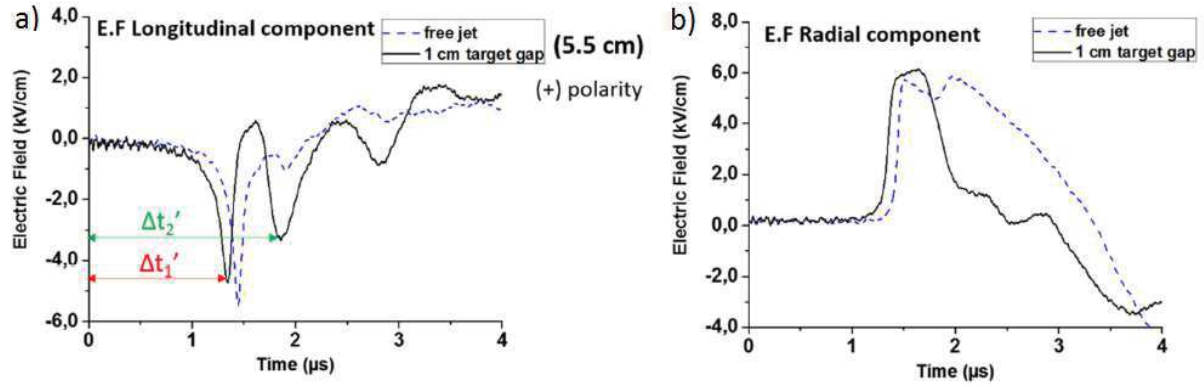 a)
E.F Longitudinal component
free jet
1 cm target gap
(5.5 cm)
(+) polarity
4,0
2,0
0,0
-2,0
-4,0
-6,0
Electric Field (kV/cm)
Δt₂′
Δt₁′
0 1 2 3 4
Time (µs)
b)
E.F Radial component
free jet
1 cm target gap
8,0
6,0
4,0
2,0
0,0
-2,0
-4,0
Electric Field (kV/cm)
0 1 2 3 4
Time (µs)